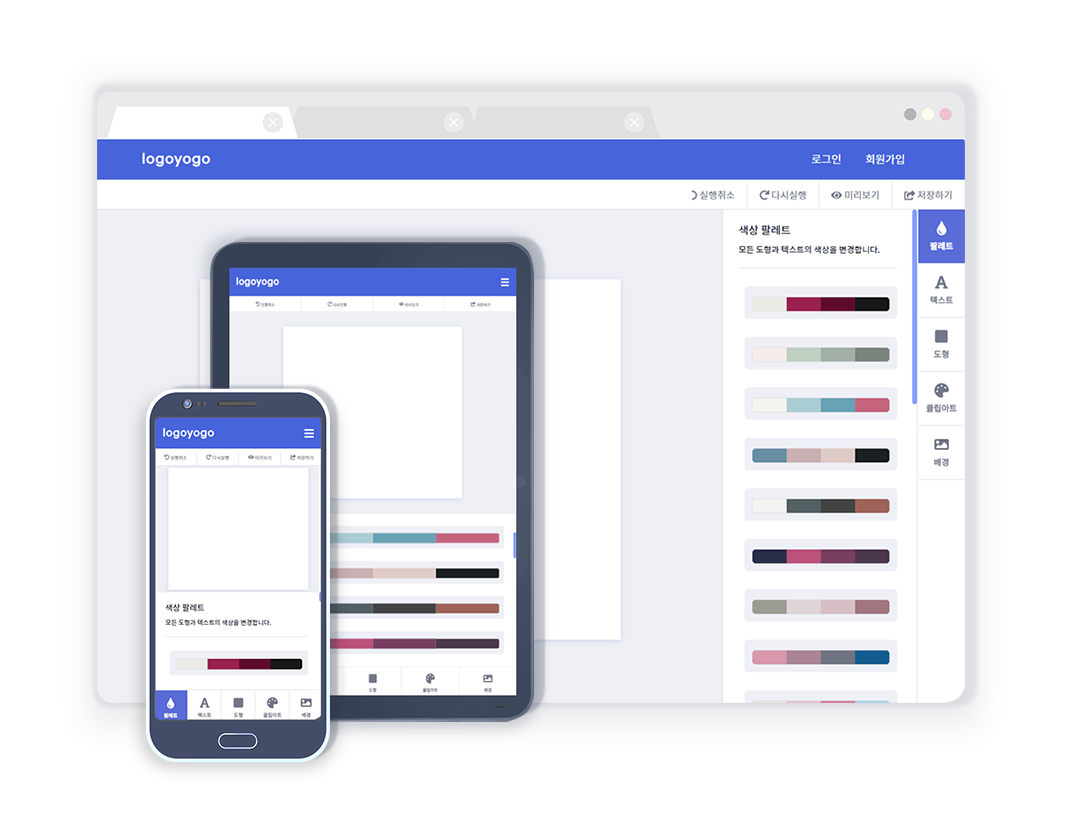 logoyogo
로그인 회원가입
실행취소 다시실행 미리보기 저장하기
색상 팔레트
모든 도형과 텍스트의 색상을 변경합니다.
팔레트
텍스트
도형
클립아트
배경
logoyogo
실행취소 다시실행 미리보기 저장하기
도형 클립아트 배경
logoyogo
실행취소 다시실행 미리보기 저장하기
색상 팔레트
모든 도형과 텍스트의 색상을 변경합니다.
팔레트 텍스트 도형 클립아트 배경